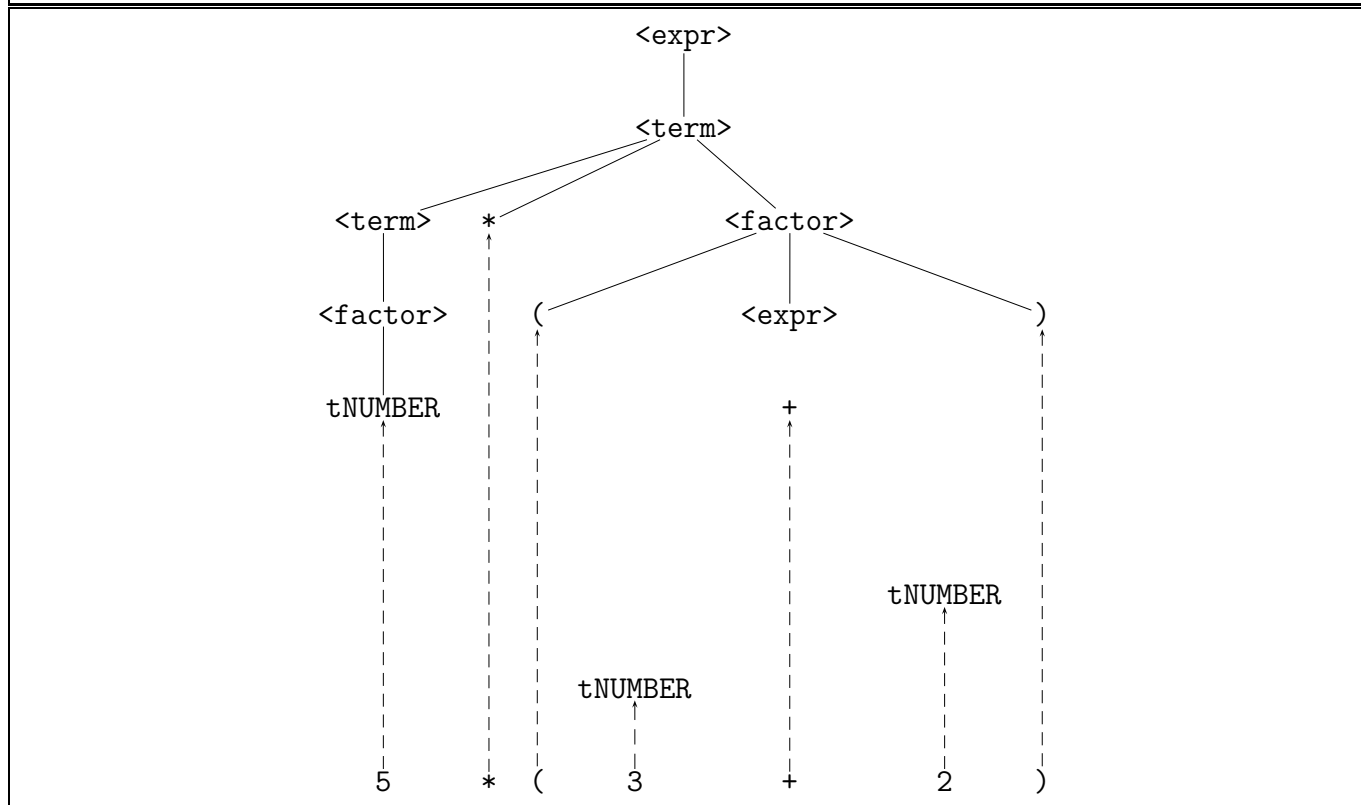 <expr>
<term>
<term> * <factor>
<factor> ( <expr> )
tNUMBER +
tNUMBER
tNUMBER
5 * ( 3 + 2 )